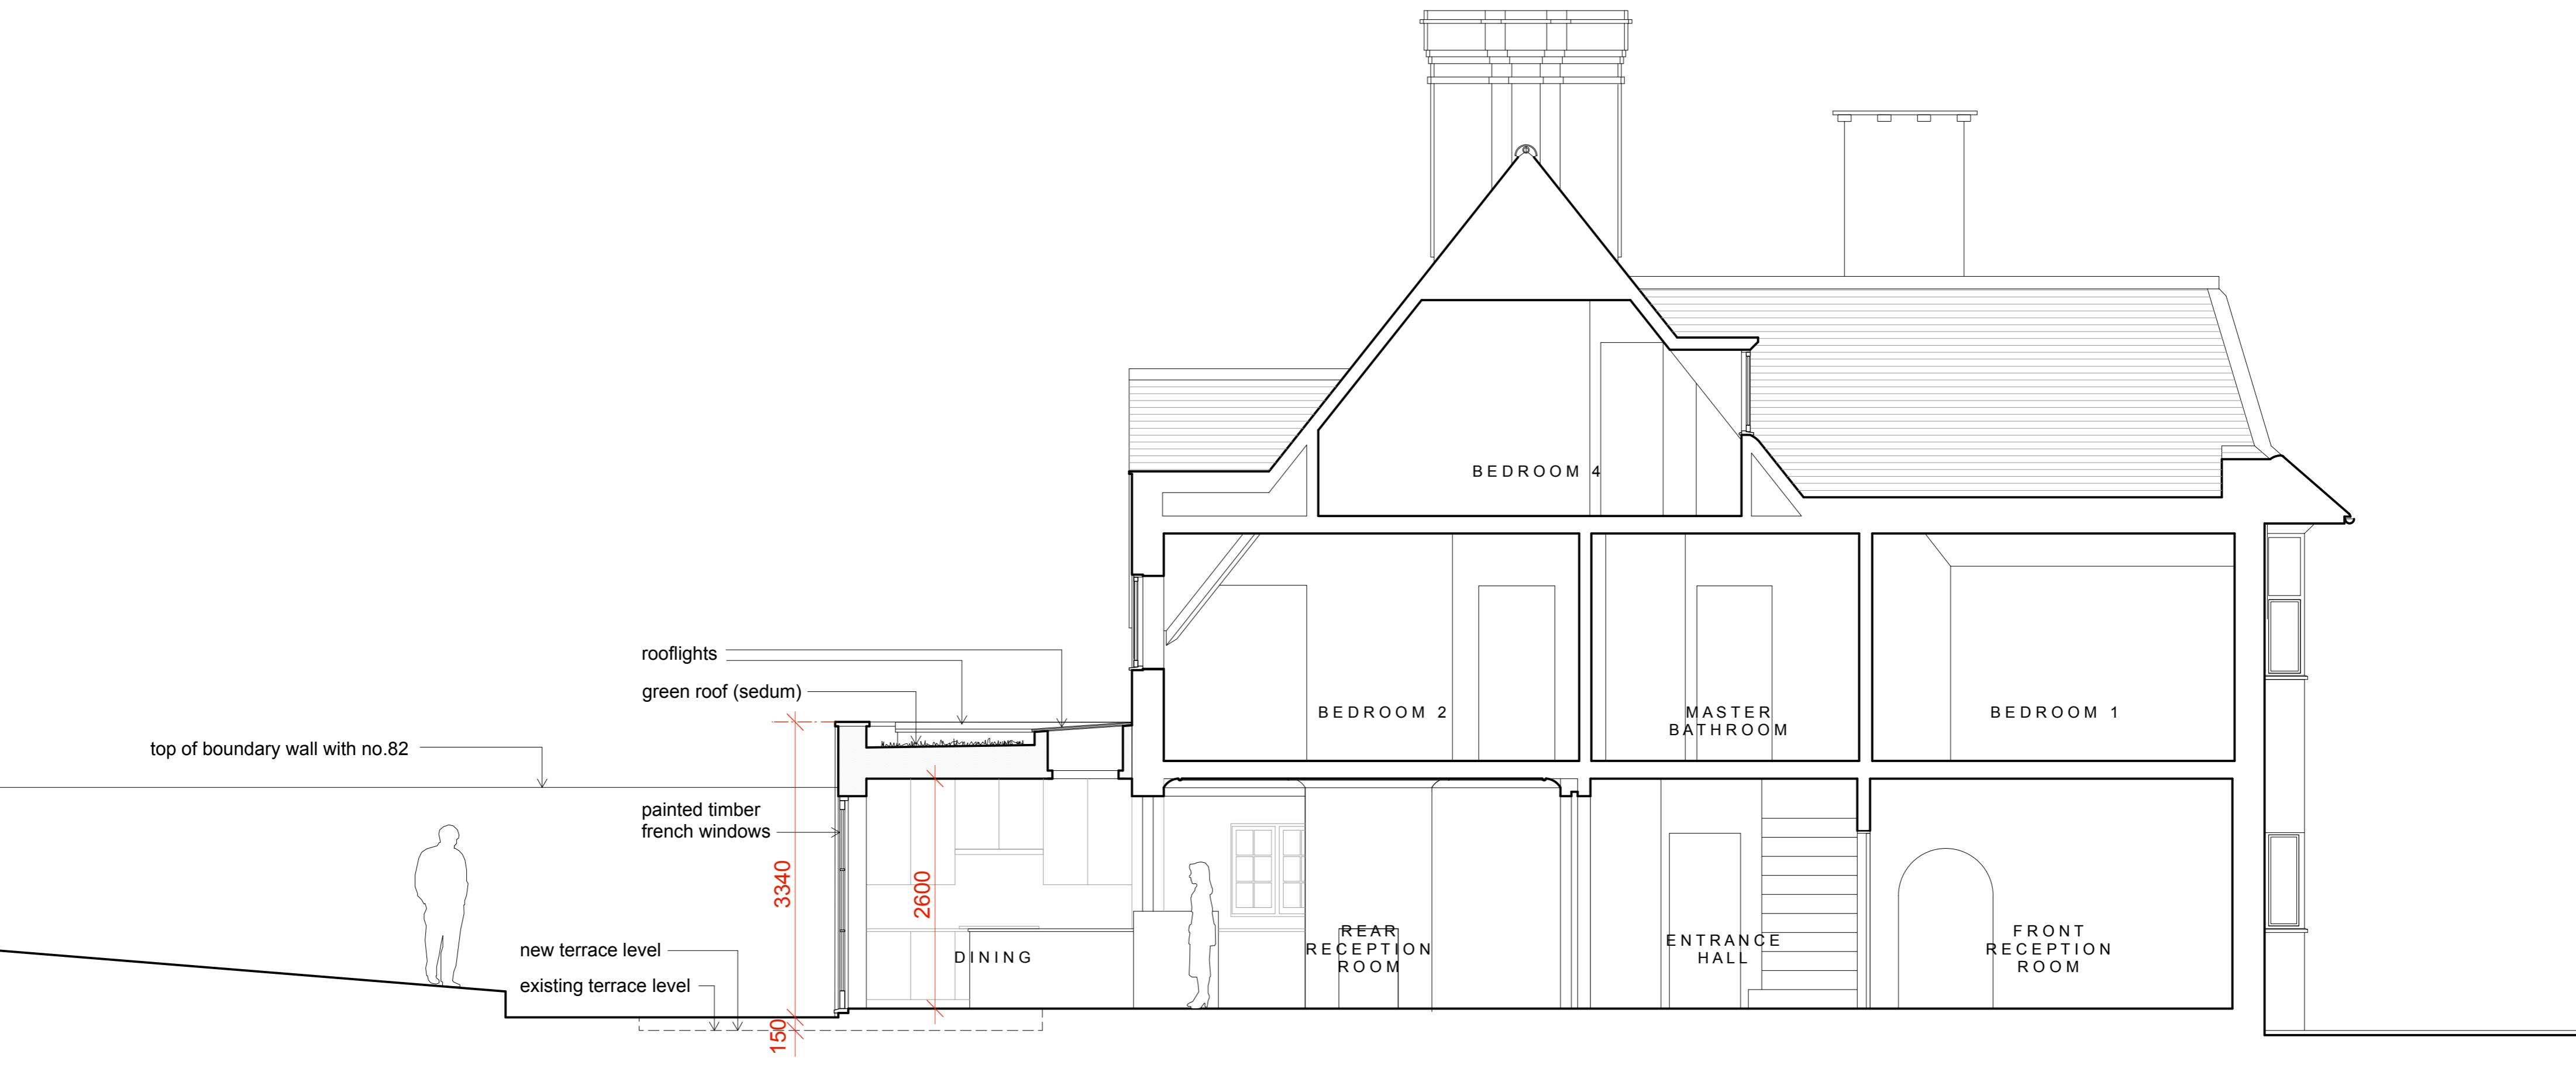 BEDROOM 4
rooflights
green roof (sedum)
BEDROOM 2
MASTER
BATHROOM
BEDROOM 1
top of boundary wall with no.82
painted timber
french windows
3340
2600
DINING
REAR
RECEPTION
ROOM
ENTRANCE
HALL
FRONT
RECEPTION
ROOM
new terrace level
existing terrace level
150